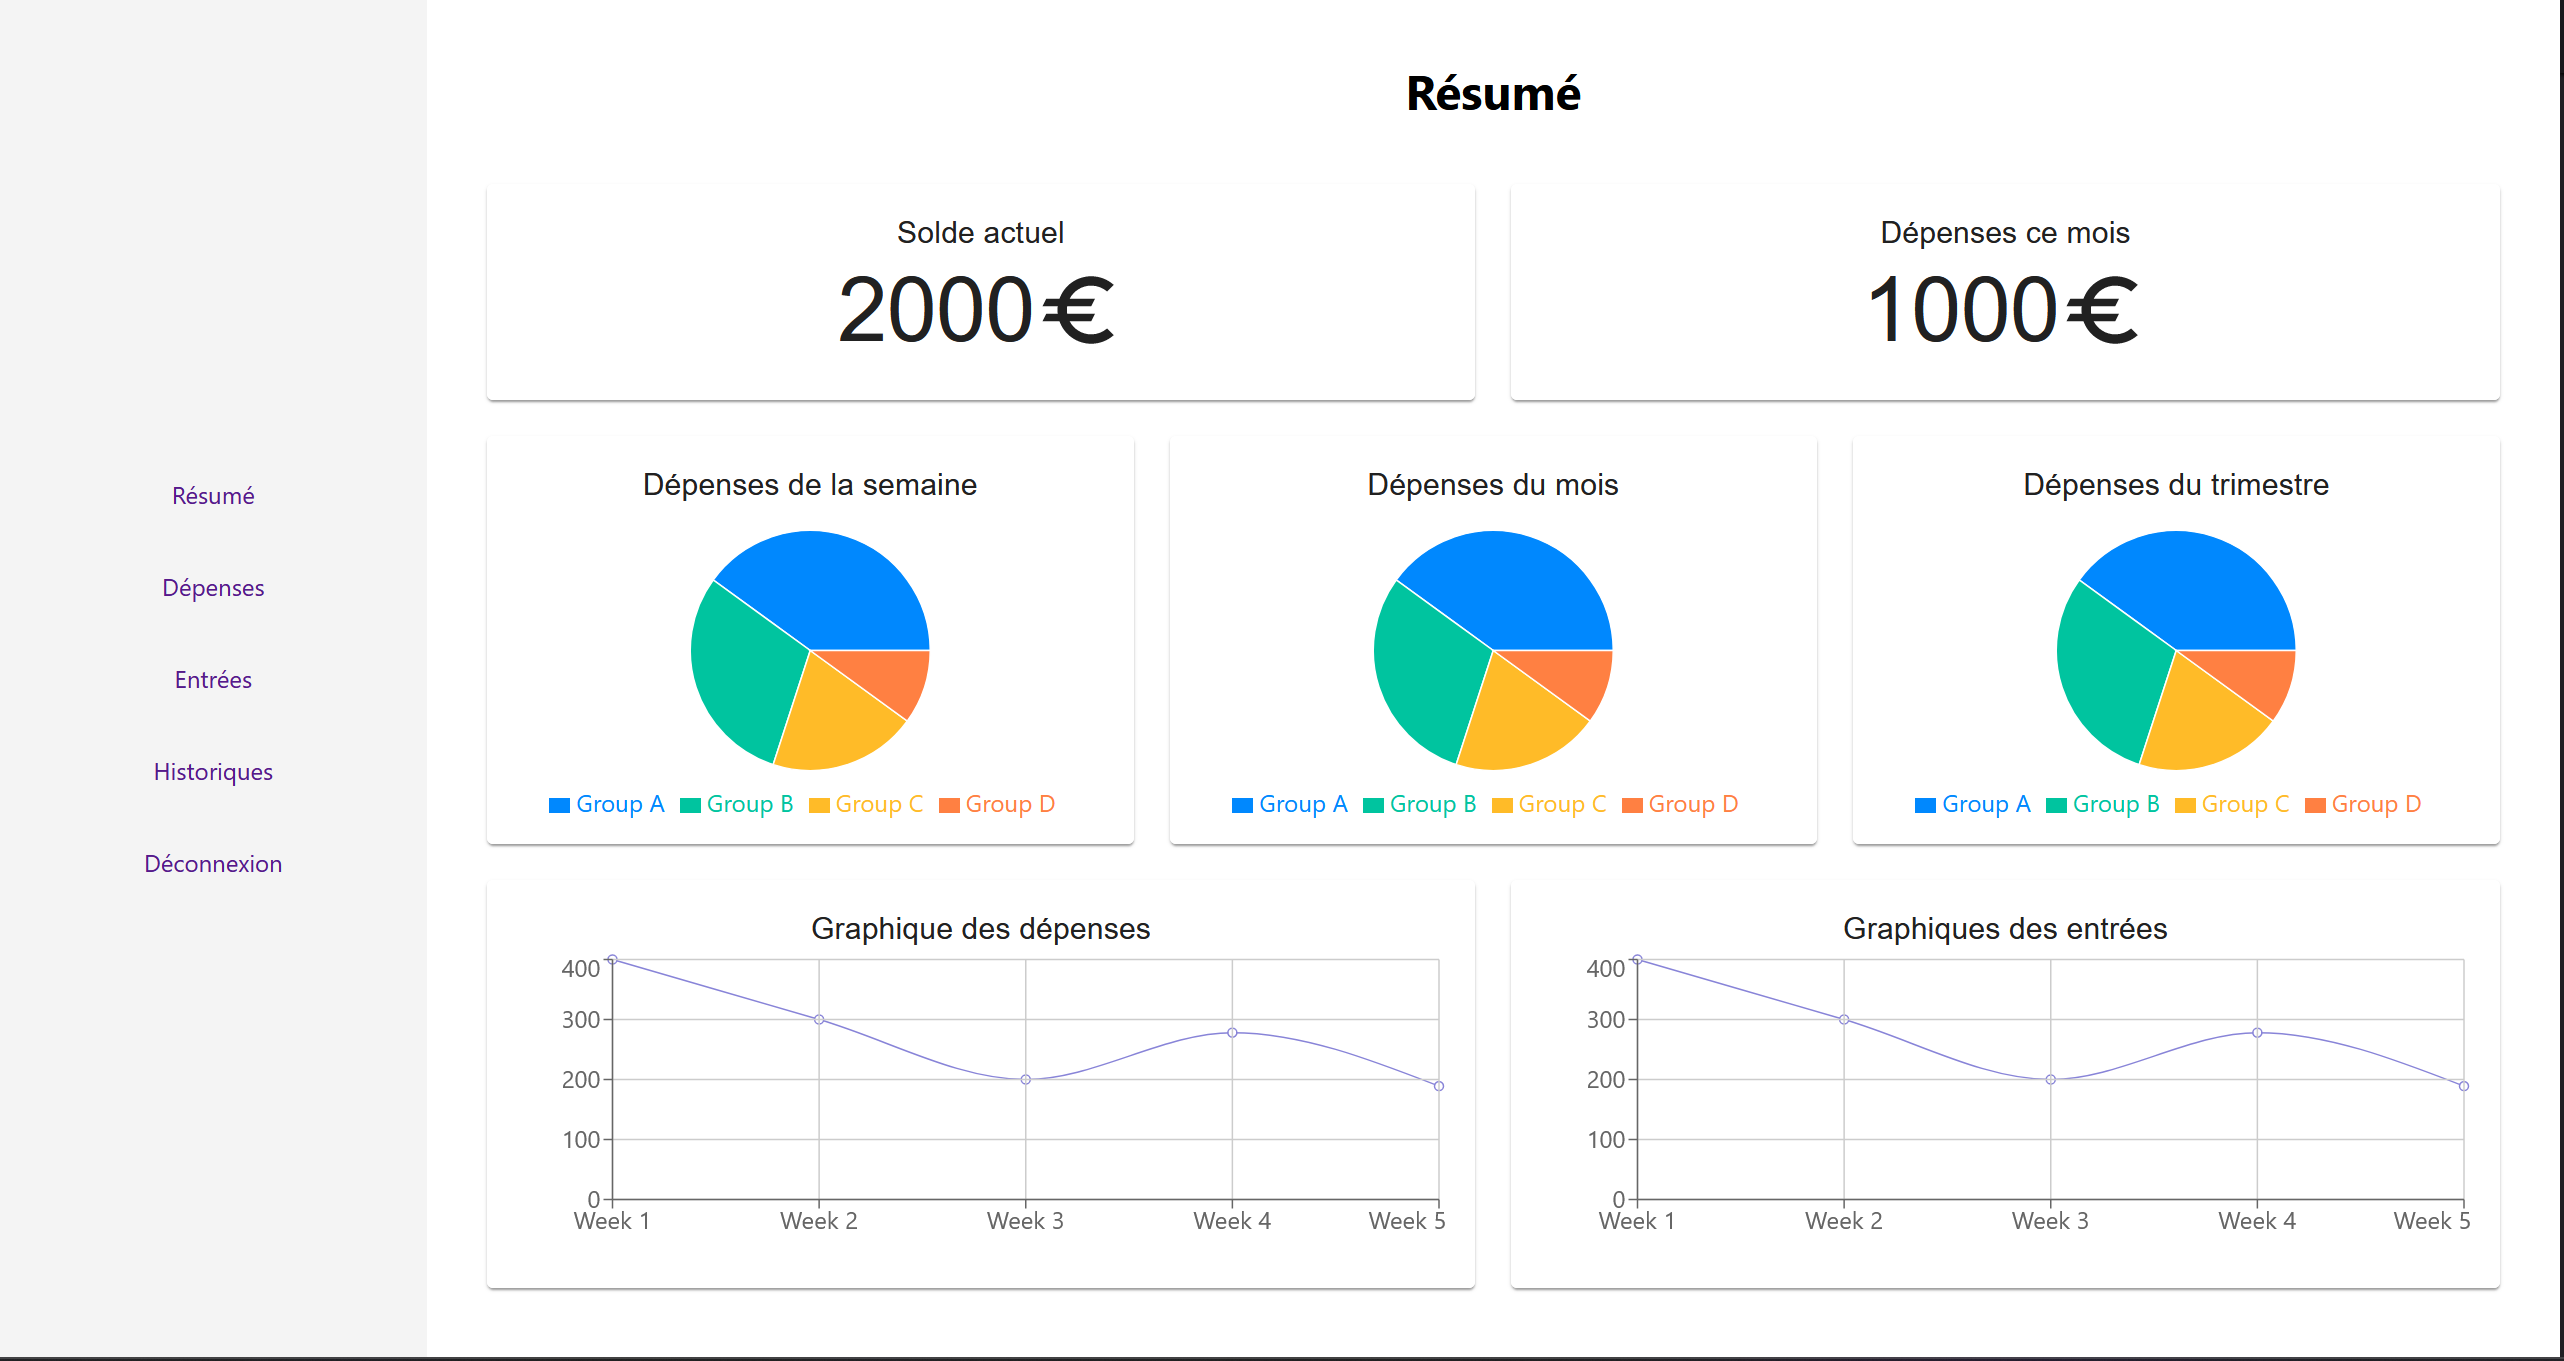 Résumé
Dépenses
Entrées
Historiques
Déconnexion
Résumé
Solde actuel
2000€
Dépenses ce mois
1000€
Dépenses de la semaine
Group A Group B Group C Group D
Dépenses du mois
Group A Group B Group C Group D
Dépenses du trimestre
Group A Group B Group C Group D
Graphique des dépenses
400
300
200
100
0
Week 1 Week 2 Week 3 Week 4 Week 5
Graphiques des entrées
400
300
200
100
0
Week 1 Week 2 Week 3 Week 4 Week 5